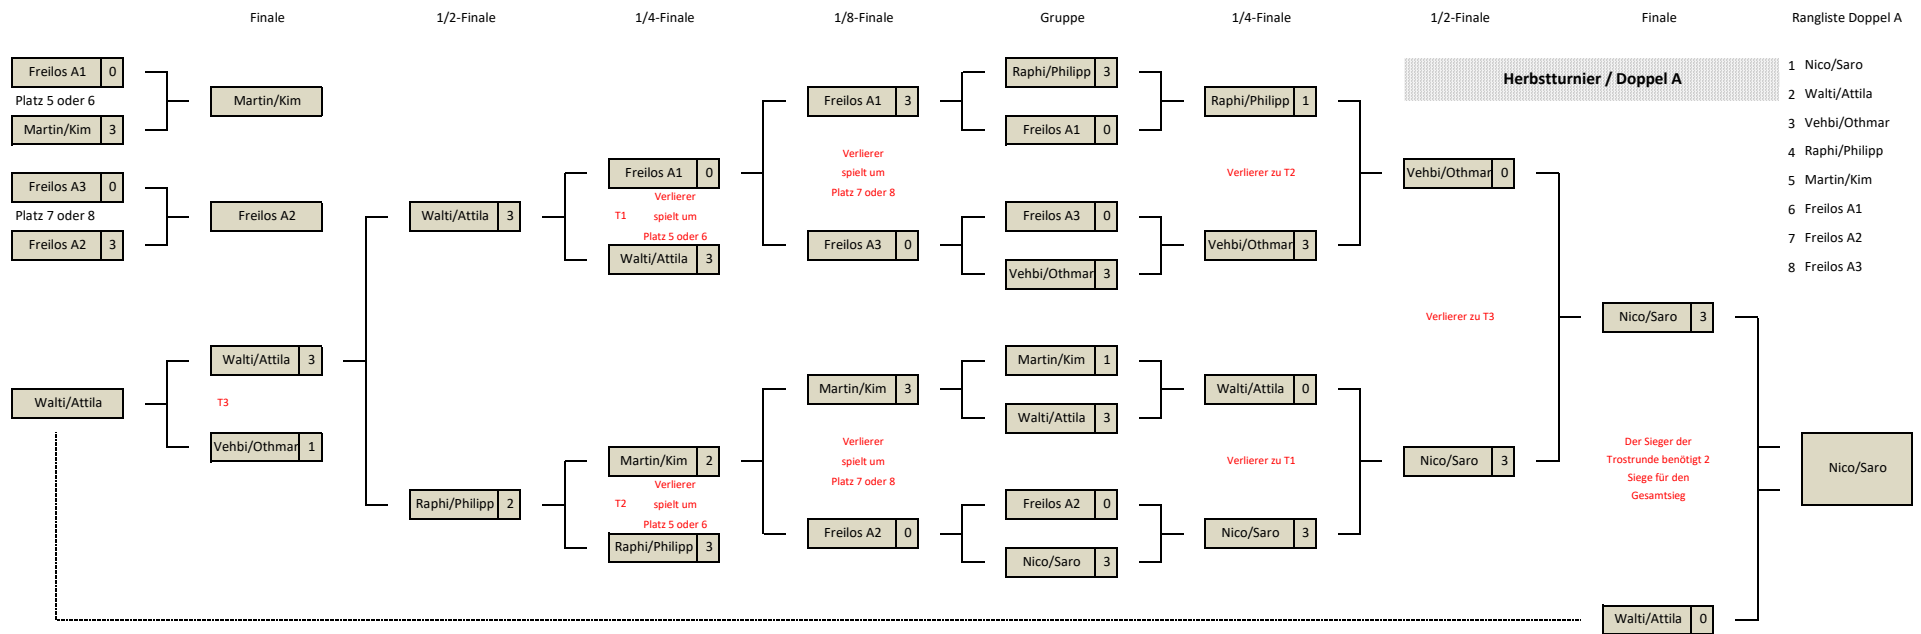 Finale 1/2-Finale 1/4-Finale 1/8-Finale Gruppe 1/4-Finale 1/2-Finale Finale Rangliste Doppel A
Freilos A1 0
Platz 5 oder 6
Martin/Kim 3
Martin/Kim
Freilos A3 0
Platz 7 oder 8
Freilos A2 3
Freilos A2
Walti/Attila
Walti/Attila 3
T3
Vehbi/Othmar 1
Walti/Attila 3
Raphi/Philipp 2
Freilos A1 0
Verlierer
T1 spielt um
Platz 5 oder 6
Walti/Attila 3
Martin/Kim 2
Verlierer
T2 spielt um
Platz 5 oder 6
Raphi/Philipp 3
Freilos A1 3
Verlierer
spielt um
Platz 7 oder 8
Freilos A3 0
Martin/Kim 3
Verlierer
spielt um
Platz 7 oder 8
Freilos A2 0
Raphi/Philipp 3
Freilos A1 0
Freilos A3 0
Vehbi/Othmar 3
Martin/Kim 1
Walti/Attila 3
Freilos A2 0
Nico/Saro 3
Raphi/Philipp 1
Verlierer zu T2
Vehbi/Othmar 3
Walti/Attila 0
Verlierer zu T1
Nico/Saro 3
Herbstturnier / Doppel A
Vehbi/Othmar 0
Verlierer zu T3
Nico/Saro 3
Nico/Saro 3
Der Sieger der
Trostrunde benötigt 2
Siege für den
Gesamtsieg
Walti/Attila 0
Nico/Saro
1 Nico/Saro
2 Walti/Attila
3 Vehbi/Othmar
4 Raphi/Philipp
5 Martin/Kim
6 Freilos A1
7 Freilos A2
8 Freilos A3